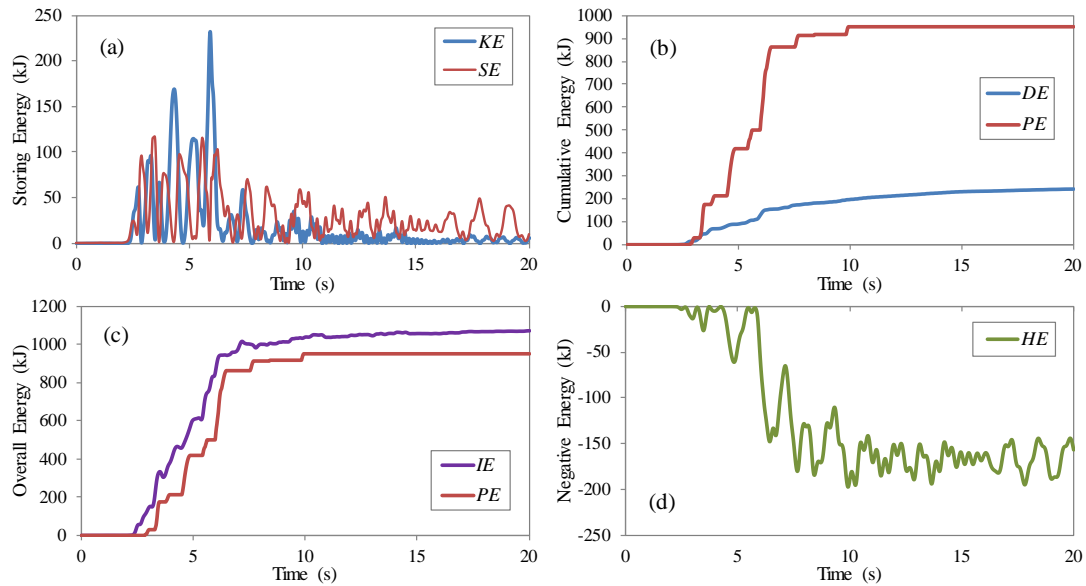 (a)
Storing Energy (kJ)
250
200
150
100
50
0
KE
SE
0 5 10 15 20
Time (s)
(b)
Cumulative Energy (kJ)
1000
900
800
700
600
500
400
300
200
100
0
DE
PE
0 5 10 15 20
Time (s)
(c)
Overall Energy (kJ)
1200
1000
800
600
400
200
0
IE
PE
0 5 10 15 20
Time (s)
(d)
Negative Energy (kJ)
0
-50
-100
-150
-200
-250
HE
0 5 10 15 20
Time (s)